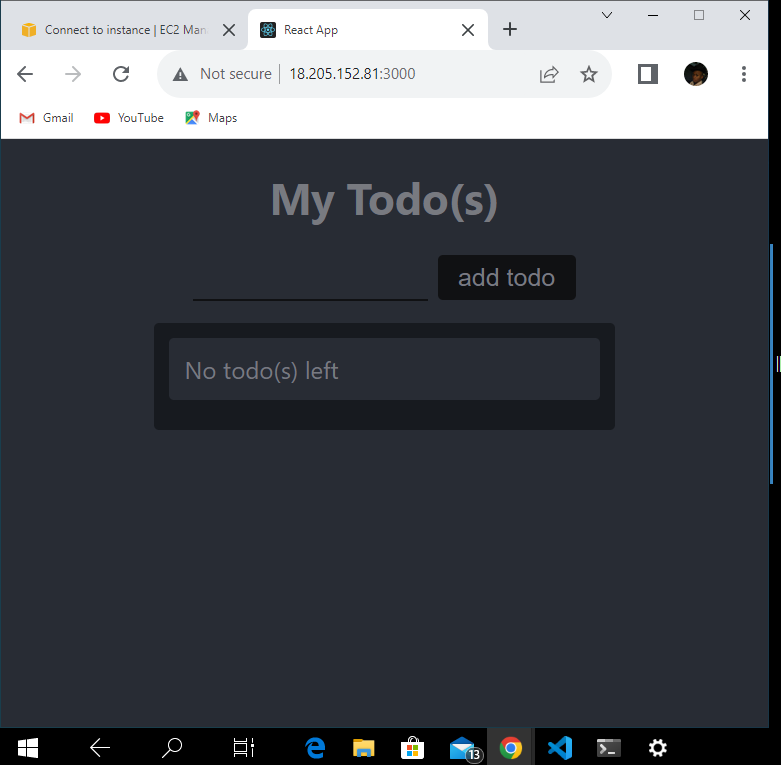 Connect to instance | EC2 Man
React App
Not secure
18.205.152.81:3000
Gmail
YouTube
Maps
My Todo(s)
add todo
No todo(s) left
13